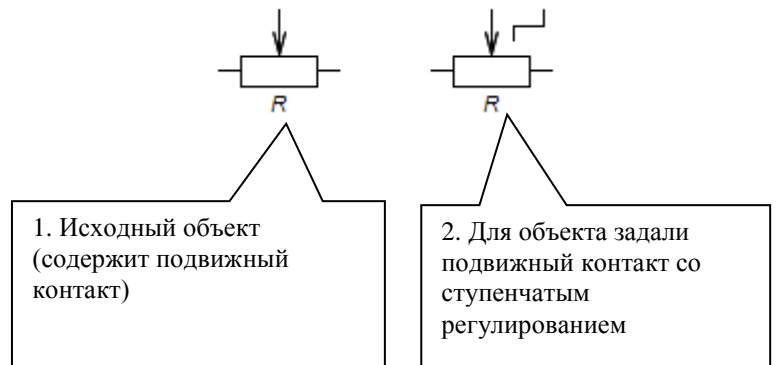 R
R
1. Исходный объект
(содержит подвижный
контакт)
2. Для объекта задали
подвижный контакт со
ступенчатым
регулированием